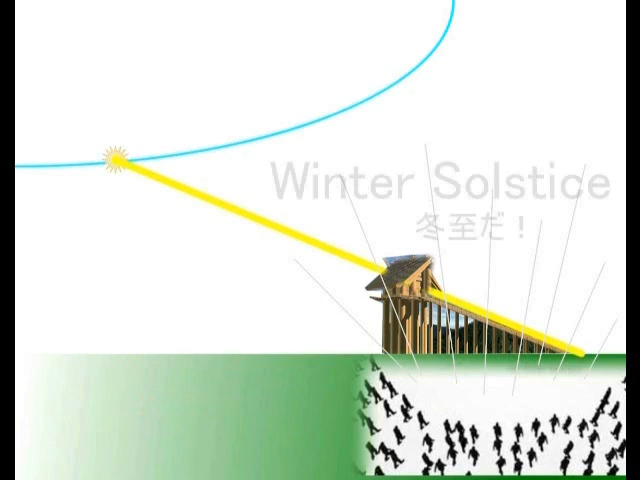 Winter Solstice
冬至だ！